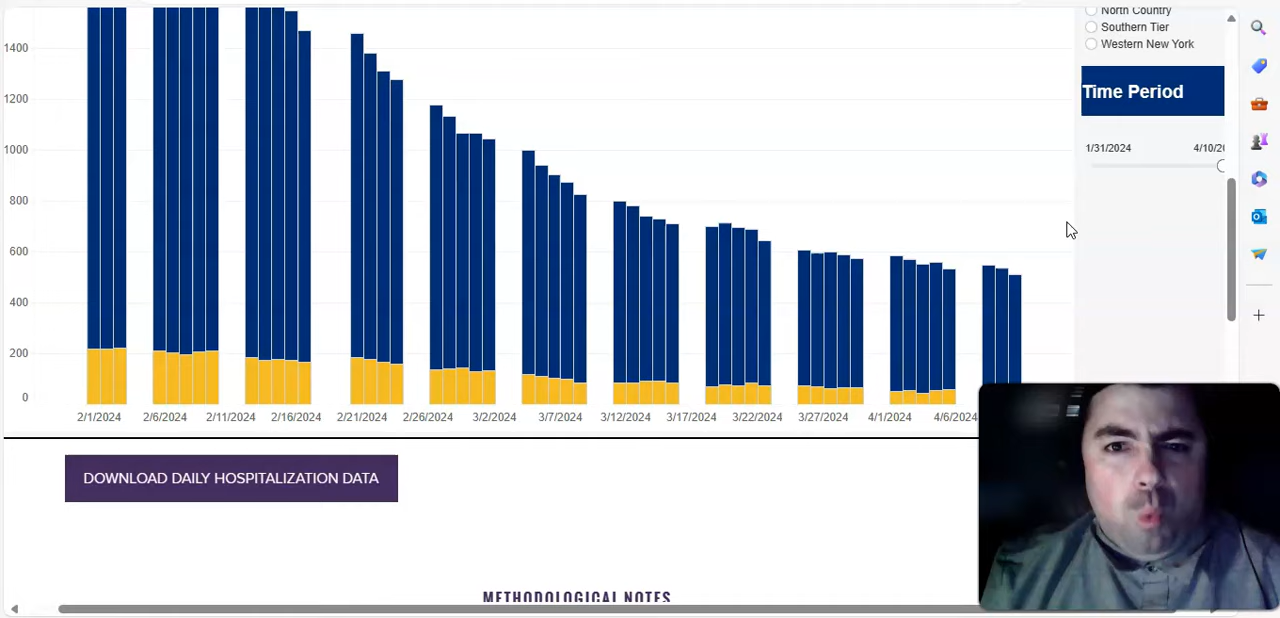 North Country
Southern Tier
Western New York
Time Period
1/31/2024
4/10/20
1400
1200
1000
800
600
400
200
0
2/1/2024 2/6/2024 2/11/2024 2/16/2024 2/21/2024 2/26/2024 3/2/2024 3/7/2024 3/12/2024 3/17/2024 3/22/2024 3/27/2024 4/1/2024 4/6/2024
DOWNLOAD DAILY HOSPITALIZATION DATA
METHODOLOGICAL NOTES